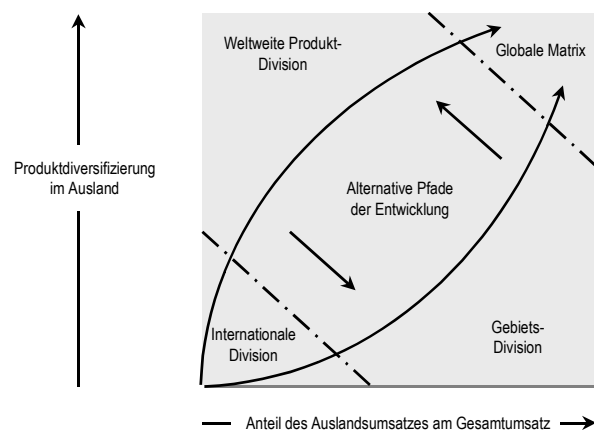 Weltweite Produkt-
Division
Globale Matrix
Produktdiversifizierung
im Ausland
Alternative Pfade
der Entwicklung
Internationale
Division
Gebiets-
Division
Anteil des Auslandsumsatzes am Gesamtumsatz